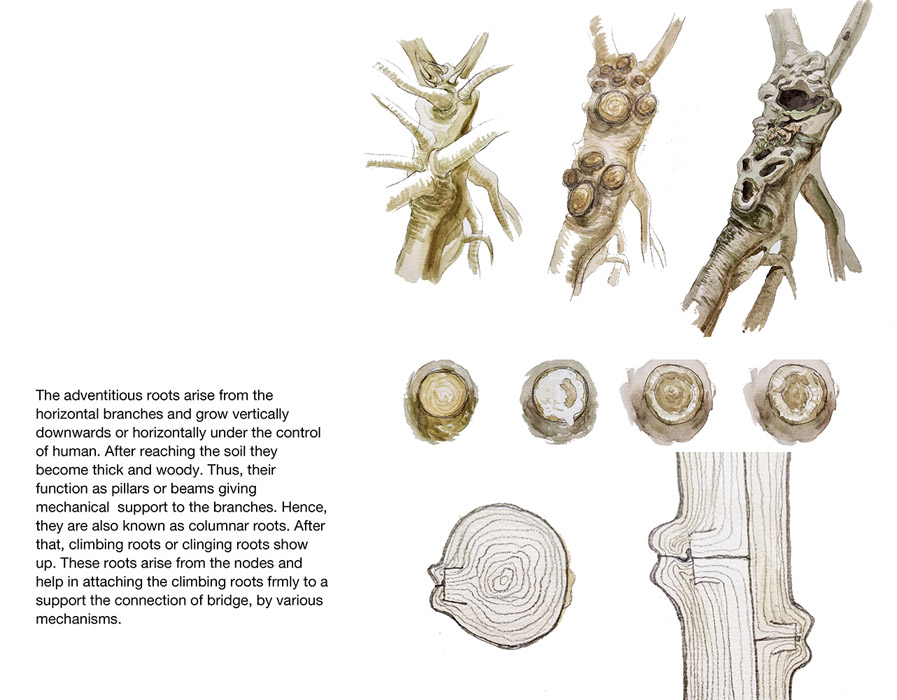 The adventitious roots arise from the
horizontal branches and grow vertically
downwards or horizontally under the control
of human. After reaching the soil they
become thick and woody. Thus, their
function as pillars or beams giving
mechanical  support to the branches. Hence,
they are also known as columnar roots. After
that, climbing roots or clinging roots show
up. These roots arise from the nodes and
help in attaching the climbing roots frmly to a
support the connection of bridge, by various
mechanisms.